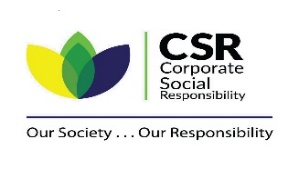 CSR
Corporate
Social
Responsibility
Our Society . . . Our Responsibility